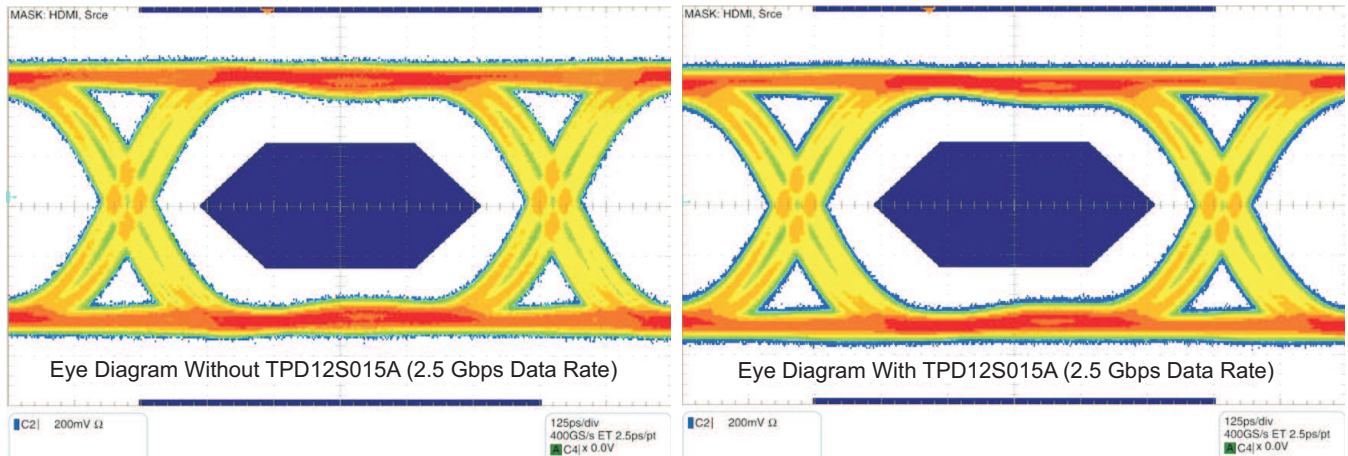 MASK: HDMI, Srce
Eye Diagram Without TPD12S015A (2.5 Gbps Data Rate)
C2| 200mV Ω
125ps/div
400GS/s ET 2.5ps/pt
A C4| x 0.0V
MASK: HDMI, Srce
Eye Diagram With TPD12S015A (2.5 Gbps Data Rate)
C2| 200mV Ω
125ps/div
400GS/s ET 2.5ps/pt
A C4| x 0.0V